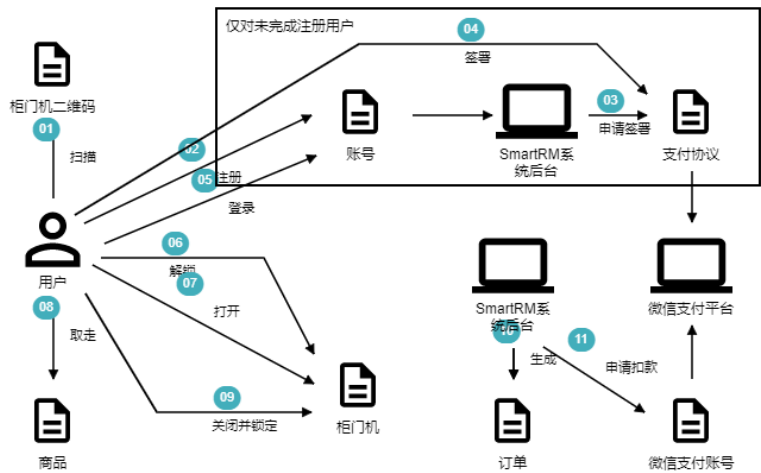 仅对未完成注册用户
04
签署
柜门机二维码
01
扫描
02
注册
账号
SmartRM系
统后台
03
申请签署
支付协议
05
登录
用户
06
解锁
07
打开
08
取走
09
关闭并锁定
商品
柜门机
SmartRM系
统后台
微信支付平台
10
生成
11
申请扣款
订单
微信支付账号